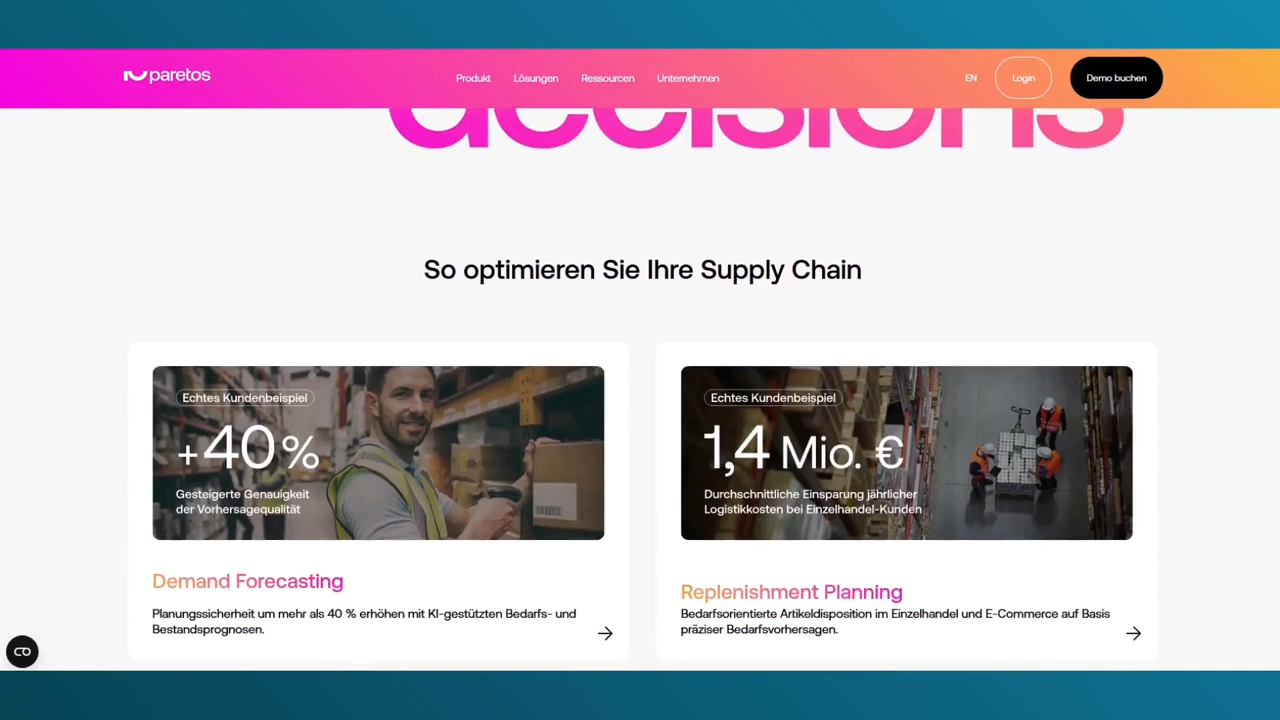 paretos
Produkt Lösungen Ressourcen Unternehmen EN Login Demo buchen
decisions
So optimieren Sie Ihre Supply Chain
Echtes Kundenbeispiel
+40%
Gesteigerte Genauigkeit
der Vorhersagequalität
Demand Forecasting
Planungssicherheit um mehr als 40 % erhöhen mit KI-gestützten Bedarfs- und
Bestandsprognosen.
Echtes Kundenbeispiel
1,4 Mio. €
Durchschnittliche Einsparung jährlicher
Logistikkosten bei Einzelhandel-Kunden
Replenishment Planning
Bedarfsorientierte Artikeldisposition im Einzelhandel und E-Commerce auf Basis
präziser Bedarfsvorhersagen.